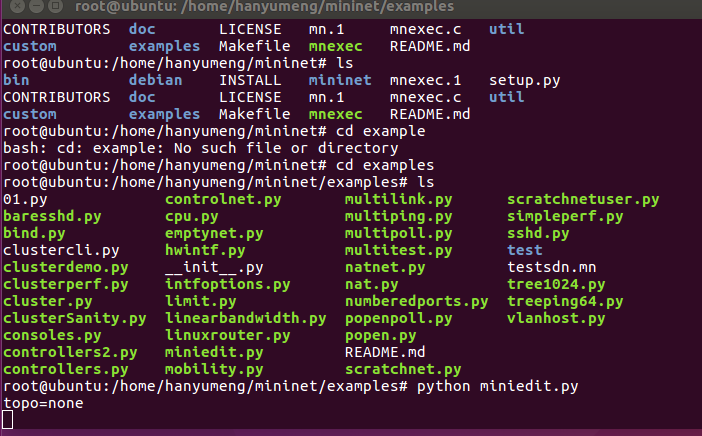 root@ubuntu: /home/hanyumeng/mininet/examples
CONTRIBUTORS doc LICENSE mn.1 mnexec.c util
custom examples Makefile mnexec README.md
root@ubuntu:/home/hanyumeng/mininet# ls
bin debian INSTALL mininet mnexec.1 setup.py
CONTRIBUTORS doc LICENSE mn.1 mnexec.c util
custom examples Makefile mnexec README.md
root@ubuntu:/home/hanyumeng/mininet# cd example
bash: cd: example: No such file or directory
root@ubuntu:/home/hanyumeng/mininet# cd examples
root@ubuntu:/home/hanyumeng/mininet/examples# ls
01.py controlnet.py multilink.py scratchnetuser.py
baresshd.py cpu.py multiping.py simpleperf.py
bind.py emptynet.py multipoll.py sshd.py
clustercli.py hwintf.py multitest.py test
clusterdemo.py __init__.py natnet.py testsdn.mn
clusterperf.py intfoptions.py nat.py tree1024.py
cluster.py limit.py numberedports.py treeping64.py
clusterSanity.py linearbandwidth.py popenpoll.py vlanhost.py
consoles.py linuxrouter.py popen.py
controllers2.py miniedit.py README.md
controllers.py mobility.py scratchnet.py
root@ubuntu:/home/hanyumeng/mininet/examples# python miniedit.py
topo=none